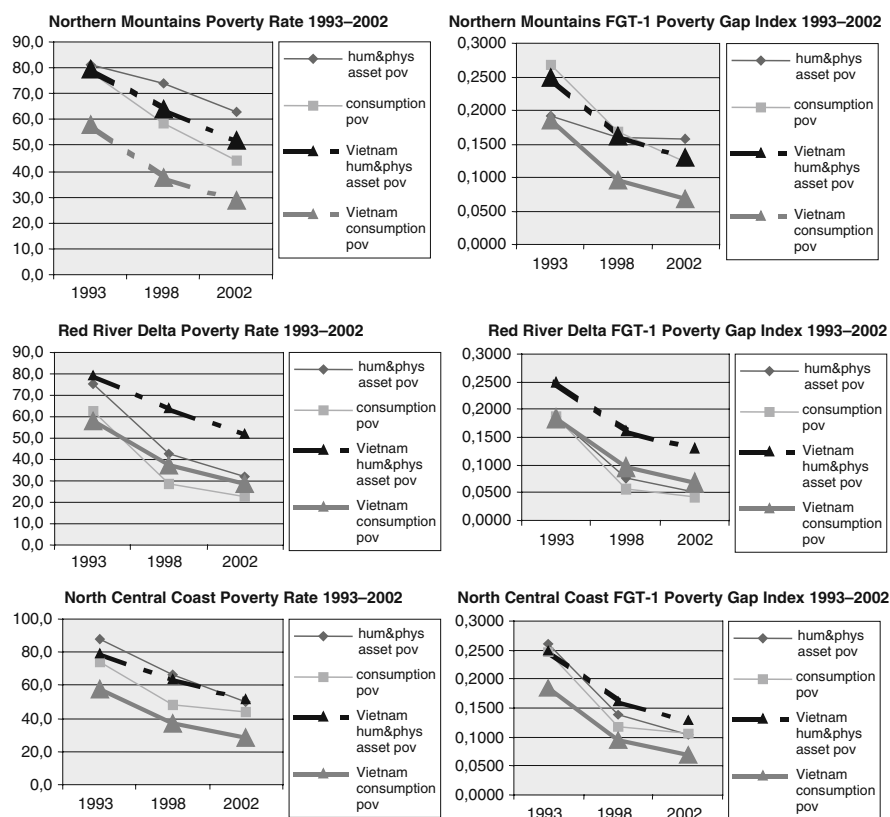 Northern Mountains Poverty Rate 1993–2002
90,0
80,0
70,0
60,0
50,0
40,0
30,0
20,0
10,0
0,0
1993
1998
2002
hum&phys
asset pov
consumption
pov
Vietnam
hum&phys
asset pov
Vietnam
consumption
pov
Northern Mountains FGT-1 Poverty Gap Index 1993–2002
0,3000
0,2500
0,2000
0,1500
0,1000
0,0500
0,0000
1993
1998
2002
hum&phys
asset pov
consumption
pov
Vietnam
hum&phys
asset pov
Vietnam
consumption
pov
Red River Delta Poverty Rate 1993–2002
90,0
80,0
70,0
60,0
50,0
40,0
30,0
20,0
10,0
0,0
1993
1998
2002
hum&phys
asset pov
consumption
pov
Vietnam
hum&phys
asset pov
Vietnam
consumption
pov
Red River Delta FGT-1 Poverty Gap Index 1993–2002
0,3000
0,2500
0,2000
0,1500
0,1000
0,0500
0,0000
1993
1998
2002
hum&phys
asset pov
consumption
pov
Vietnam
hum&phys
asset pov
Vietnam
consumption pov
North Central Coast Poverty Rate 1993–2002
100,0
80,0
60,0
40,0
20,0
0,0
1993
1998
2002
hum&phys
asset pov
consumption
pov
Vietnam
hum&phys
asset pov
Vietnam
consumption pov
North Central Coast FGT-1 Poverty Gap Index 1993–2002
0,3000
0,2500
0,2000
0,1500
0,1000
0,0500
0,0000
1993
1998
2002
hum&phys
asset pov
consumption
pov
Vietnam
hum&phys
asset pov
Vietnam
consumption
pov